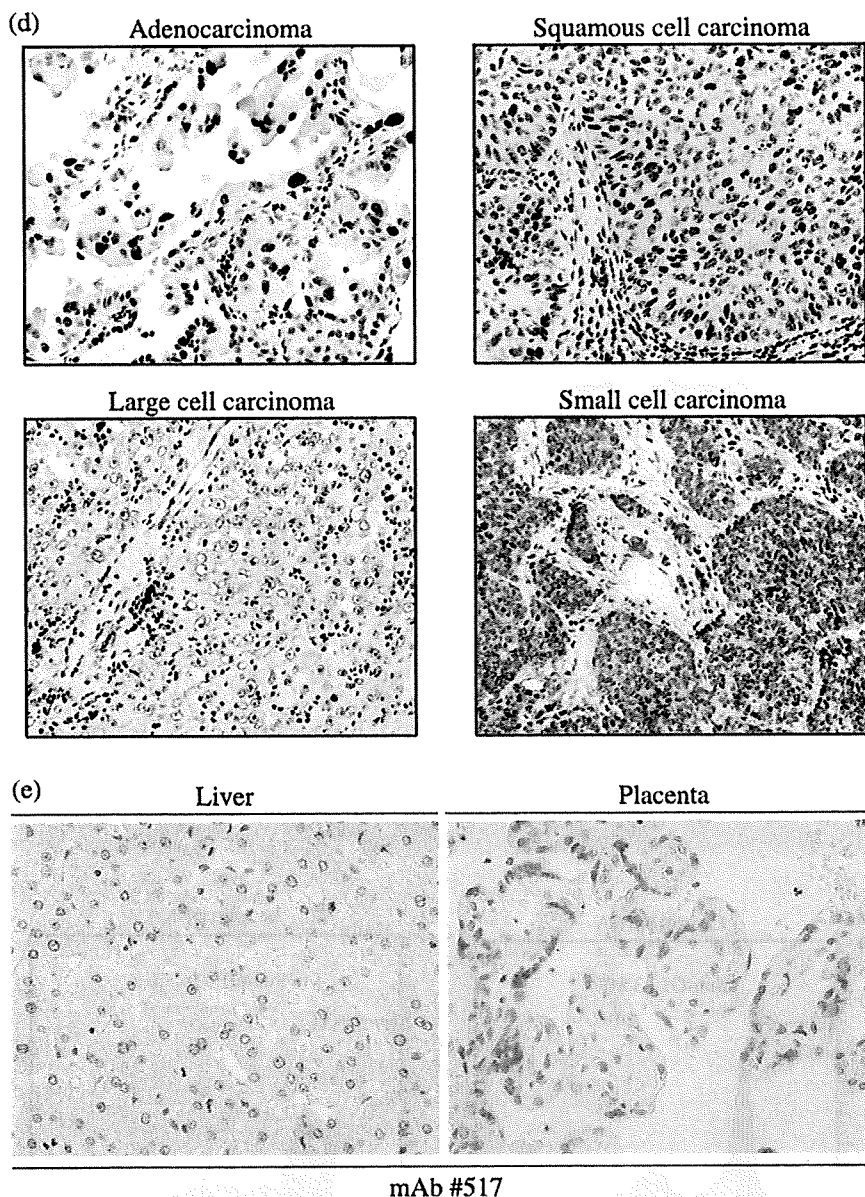 (d)
Adenocarcinoma
Squamous cell carcinoma
Large cell carcinoma
Small cell carcinoma
(e)
Liver
Placenta
mAb #517